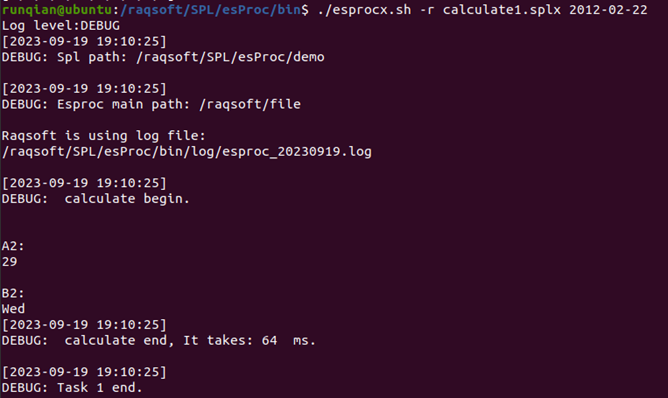 runqian@ubuntu:/raqsoft/SPL/esProc/bin$ ./esprocx.sh -r calculate1.splx 2012-02-22
Log level:DEBUG
[2023-09-19 19:10:25]
DEBUG: Spl path: /raqsoft/SPL/esProc/demo
[2023-09-19 19:10:25]
DEBUG: Esproc main path: /raqsoft/file
Raqsoft is using log file:
/raqsoft/SPL/esProc/bin/log/esproc_20230919.log
[2023-09-19 19:10:25]
DEBUG:  calculate begin.
A2:
29
B2:
Wed
[2023-09-19 19:10:25]
DEBUG:  calculate end, It takes: 64  ms.
[2023-09-19 19:10:25]
DEBUG: Task 1 end.